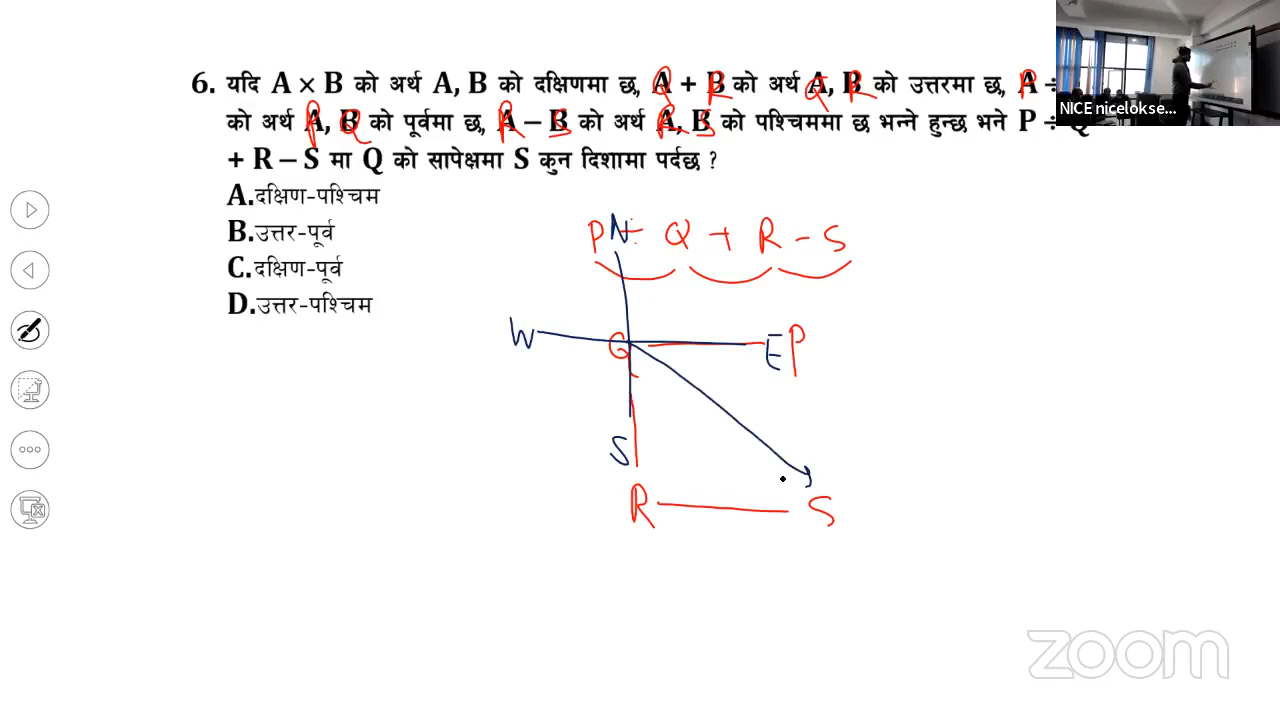 6. यदि A × B को अर्थ A, B को दक्षिणमा छ, A + B को अर्थ A, B को उत्तरमा छ, A ÷
को अर्थ A, B को पूर्वमा छ, A – B को अर्थ A, B को पश्चिममा छ भन्ने हुन्छ भने P ÷ Q
+ R – S मा Q को सापेक्षमा S कुन दिशामा पर्दछ ?
A.दक्षिण-पश्चिम
B.उत्तर-पूर्व
C.दक्षिण-पूर्व
D.उत्तर-पश्चिम
Q R Q R P
P Q R S R S
P ÷ Q + R – S
N
W Q E P
S
R S
NICE nicelokse...
zoom